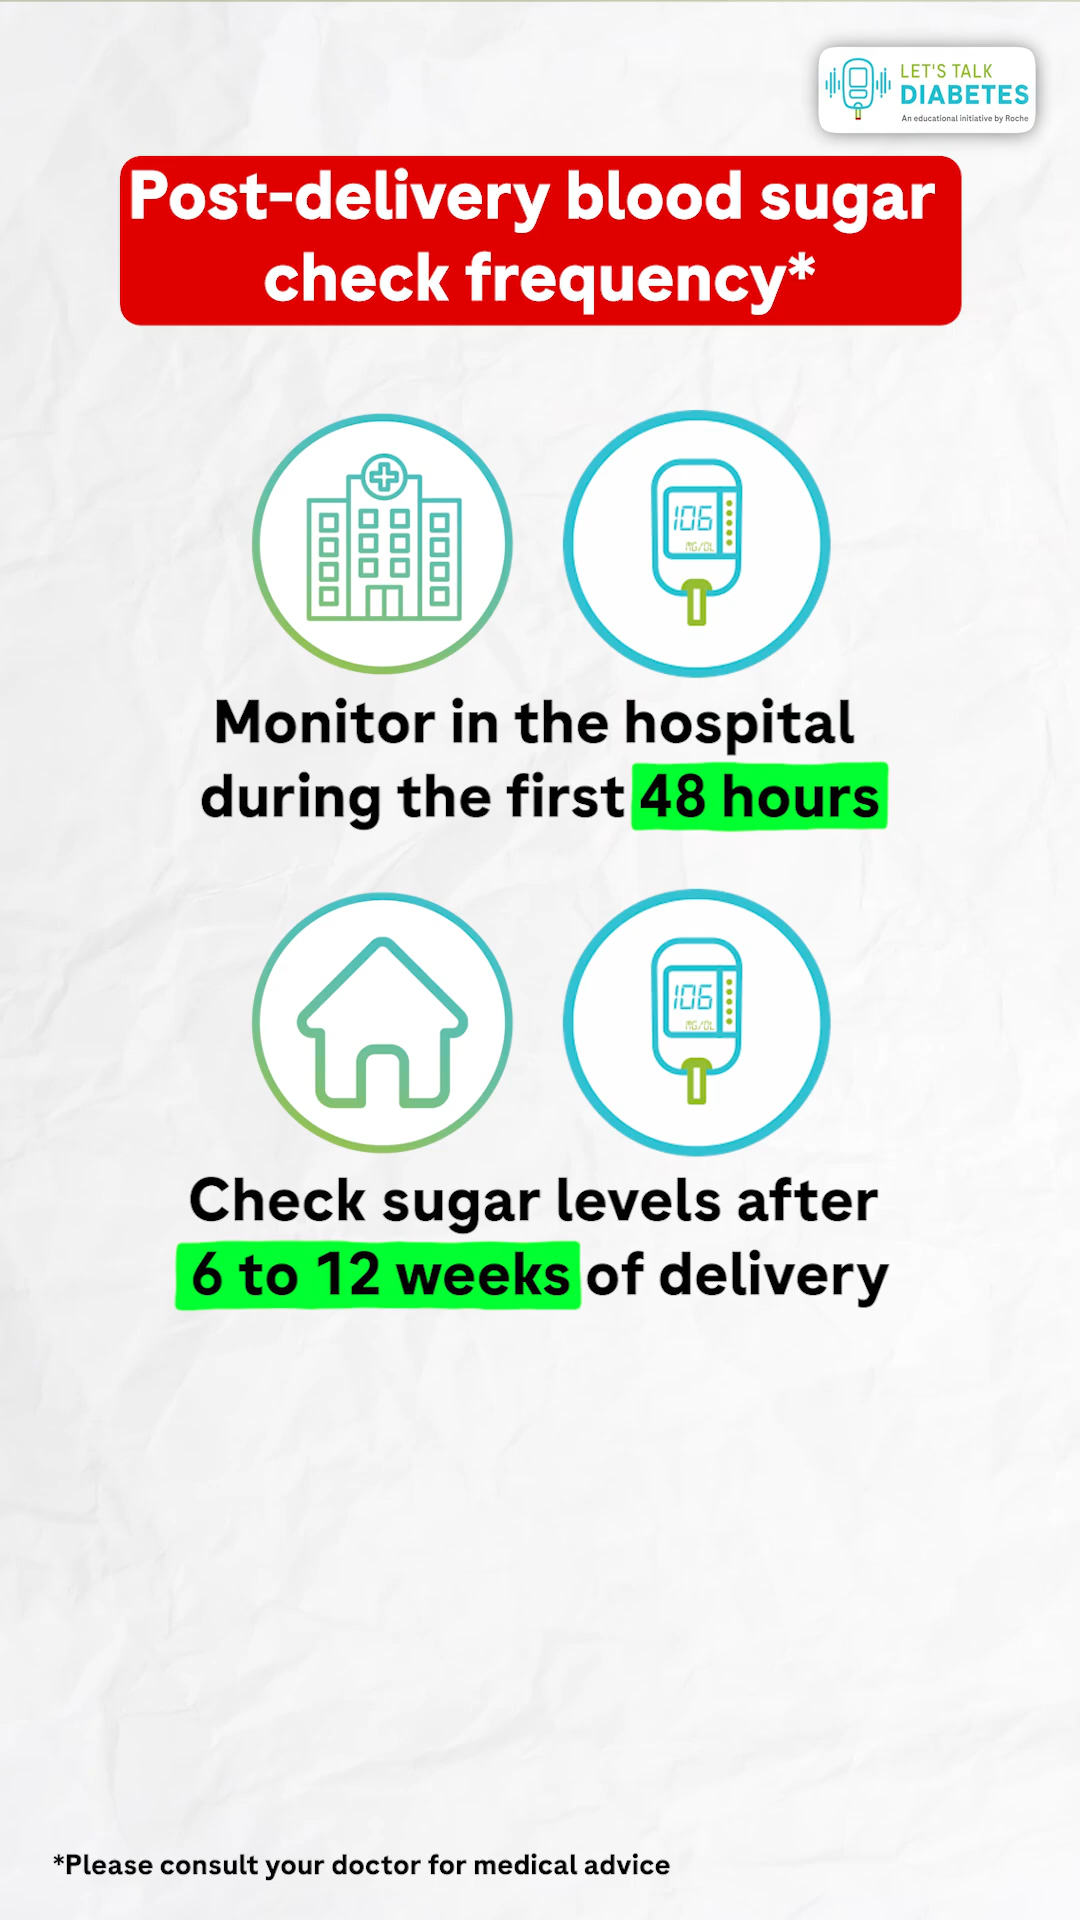 LET'S TALK
DIABETES
An educational initiative by Roche
Post-delivery blood sugar
check frequency*
106
MG/DL
Monitor in the hospital
during the first 48 hours
106
MG/DL
Check sugar levels after
6 to 12 weeks of delivery
*Please consult your doctor for medical advice